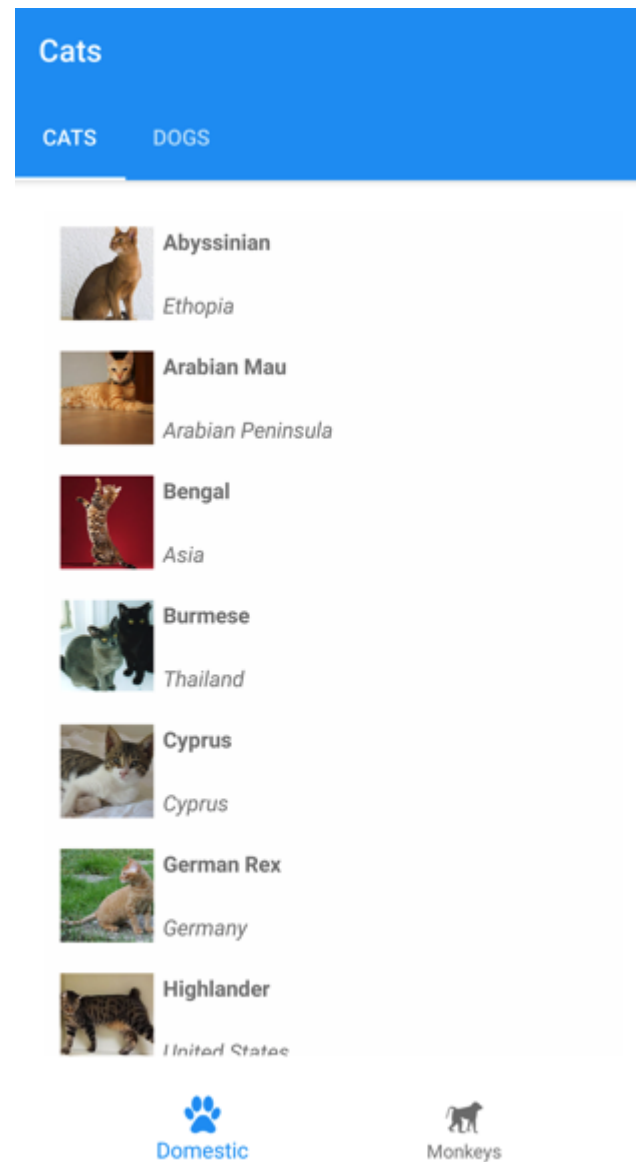 Cats
CATS DOGS
Abyssinian
Ethopia
Arabian Mau
Arabian Peninsula
Bengal
Asia
Burmese
Thailand
Cyprus
Cyprus
German Rex
Germany
Highlander
United States
Domestic Monkeys